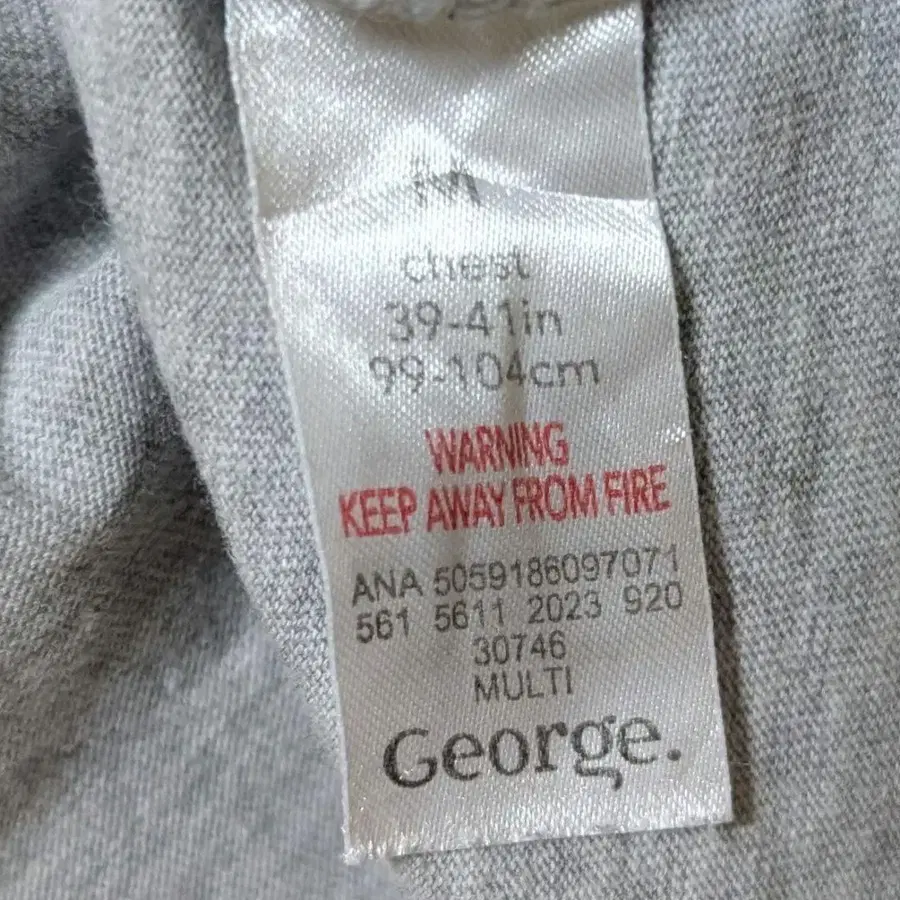 M
chest
39-41in
99-104cm
WARNING
KEEP AWAY FROM FIRE
ANA 5059186097071
561 5611 2023 920
30746
MULTI
George.